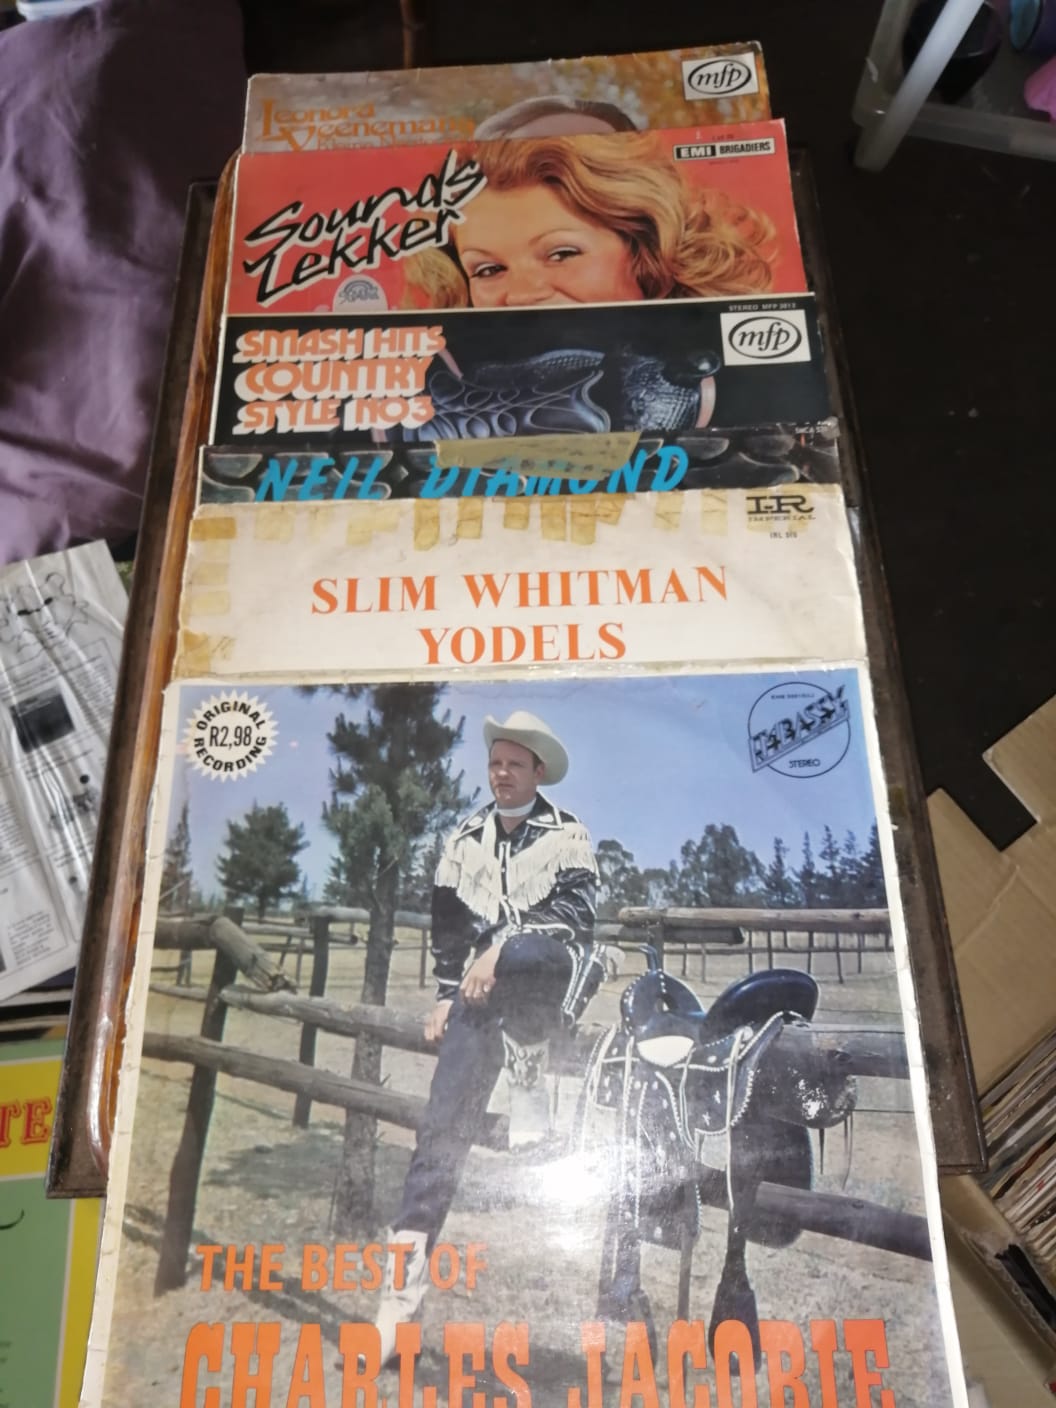 mfp
Leonora
Veenemans
EMI BRIGADIERS
Sounds
Lekker
STEREO MFP
mfp
SMASH HITS
COUNTRY
STYLE NO3
NEIL DIAMOND
I-R
IMPERIAL
SLIM WHITMAN
YODELS
ORIGINAL
R2,98
RECORDING
EMBASSY
STEREO
THE BEST OF
CHARLES JACOBIE
TE